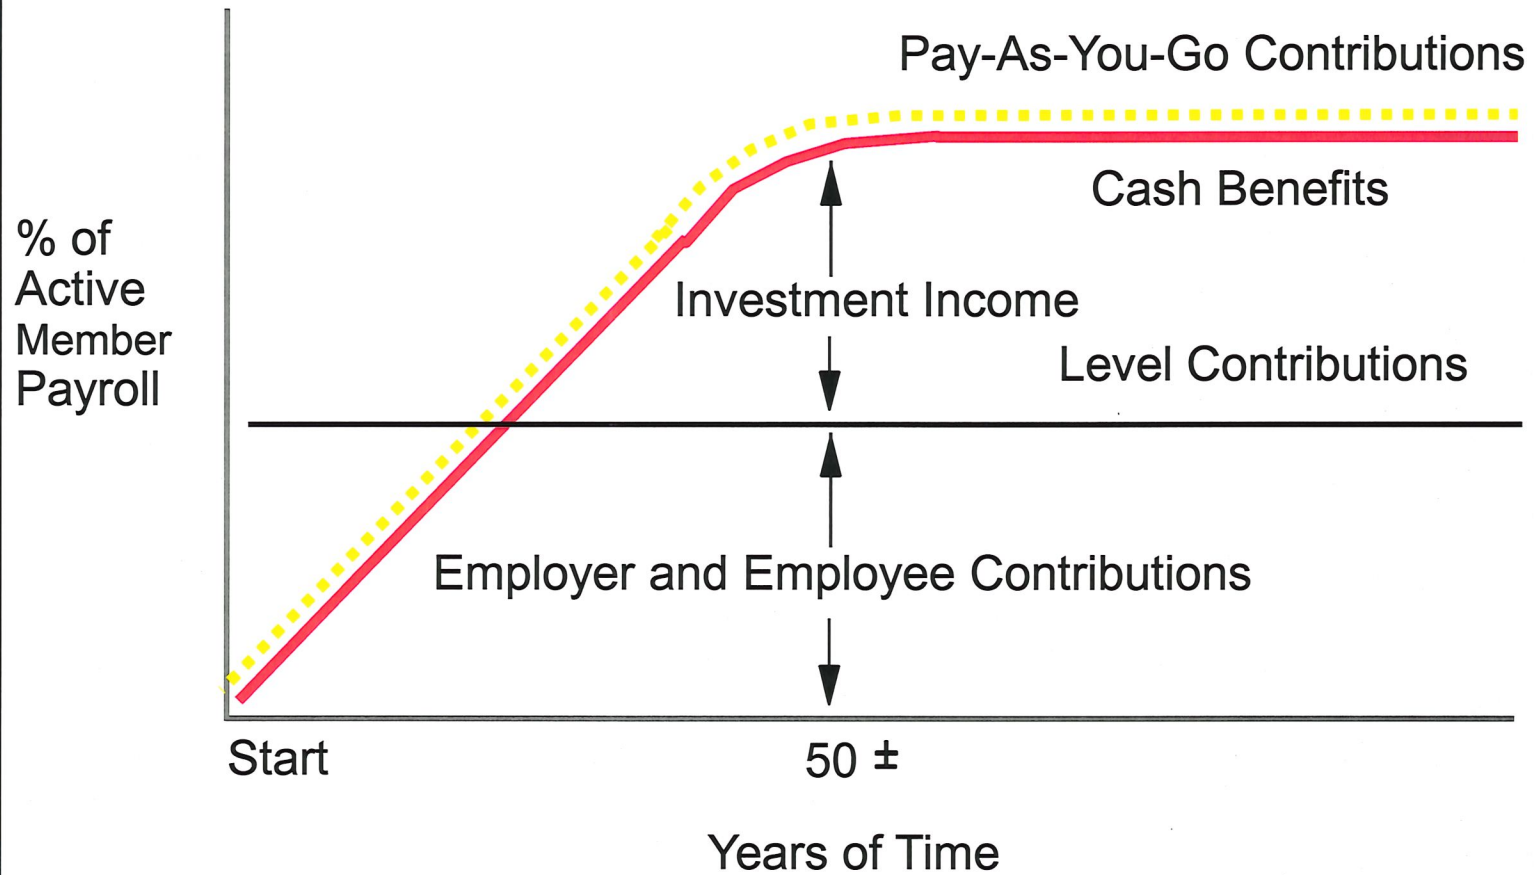 Pay-As-You-Go Contributions
Cash Benefits
% of
Active
Member
Payroll
Investment Income
Level Contributions
Employer and Employee Contributions
Start
50 ±
Years of Time